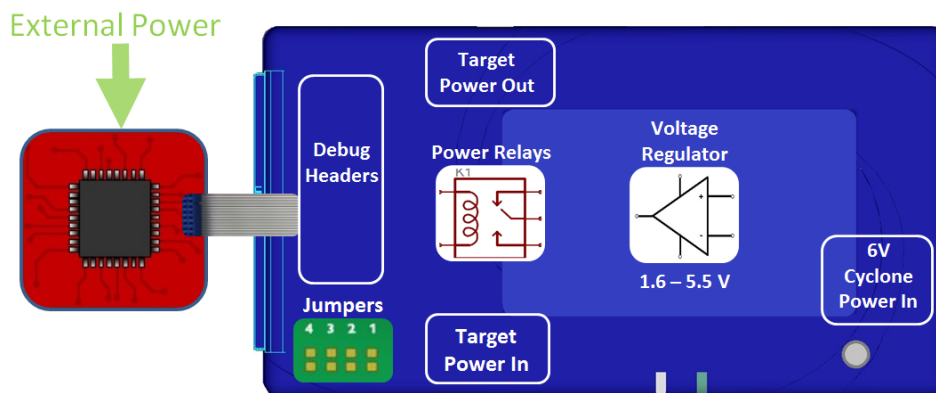 External Power
Target
Power Out
Debug
Headers
Power Relays
K1
Voltage
Regulator
1.6 – 5.5 V
6V
Cyclone
Power In
Jumpers
4 3 2 1
Target
Power In